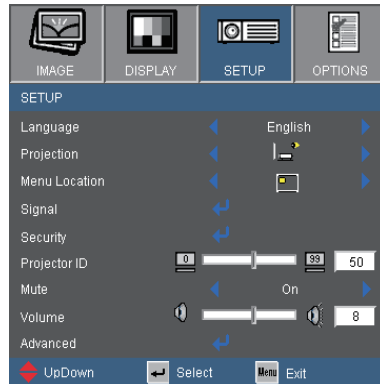 IMAGE DISPLAY SETUP OPTIONS
SETUP
Language English
Projection
Menu Location
Signal
Security
Projector ID 0 99 50
Mute On
Volume 8
Advanced
UpDown Select Menu Exit